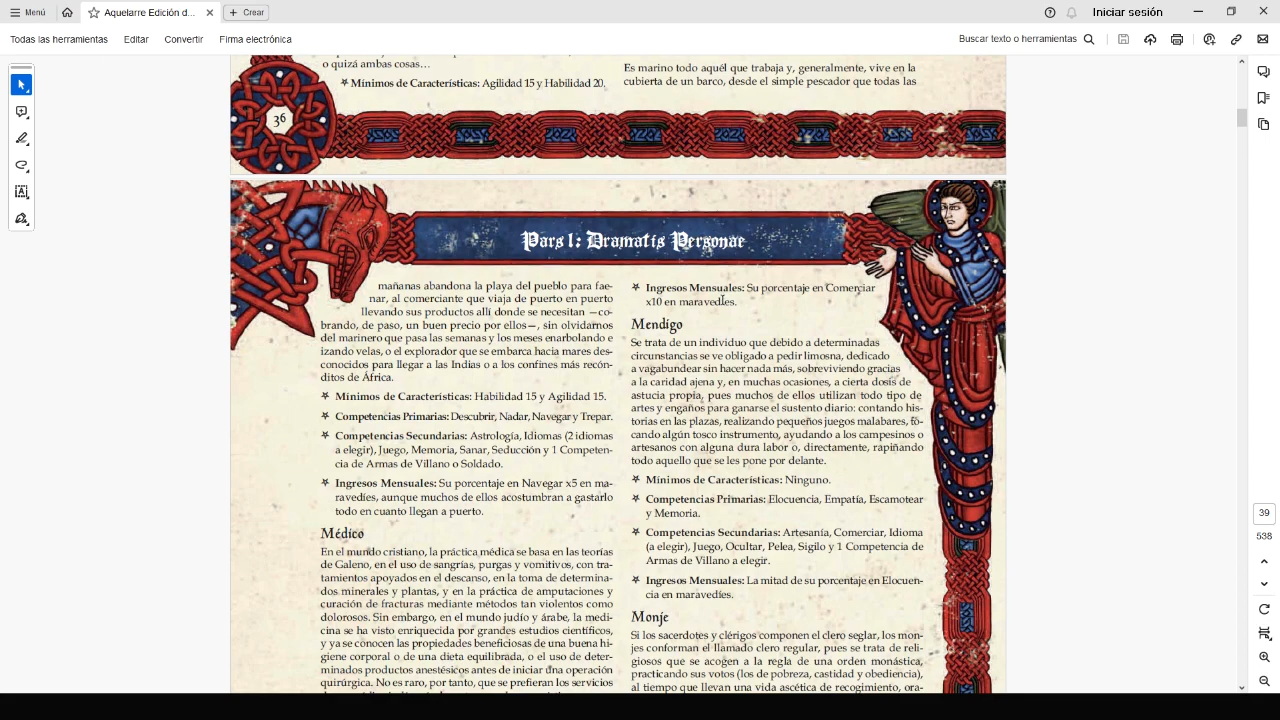 Menú
Aquelarre Edición d...
Crear
Iniciar sesión
Todas las herramientas
Editar
Convertir
Firma electrónica
Buscar texto o herramientas
o quizá ambas cosas…
Mínimos de Características: Agilidad 15 y Habilidad 20.
36
Es marino todo aquél que trabaja y, generalmente, vive en la
cubierta de un barco, desde el simple pescador que todas las
Pars 1: Dramatis Personae
mañanas abandona la playa del pueblo para fae-
nar, al comerciante que viaja de puerto en puerto
llevando sus productos allí donde se necesitan —co-
brando, de paso, un buen precio por ellos—, sin olvidarnos
del marinero que pasa las semanas y los meses enarbolando e
izando velas, o el explorador que se embarca hacia mares des-
conocidos para llegar a las Indias o a los confines más recón-
ditos de África.
Mínimos de Características: Habilidad 15 y Agilidad 15.
Competencias Primarias: Descubrir, Nadar, Navegar y Trepar.
Competencias Secundarias: Astrología, Idiomas (2 idiomas
a elegir), Juego, Memoria, Sanar, Seducción y 1 Competen-
cia de Armas de Villano o Soldado.
Ingresos Mensuales: Su porcentaje en Navegar x5 en ma-
ravedíes, aunque muchos de ellos acostumbran a gastarlo
todo en cuanto llegan a puerto.
Médico
En el mundo cristiano, la práctica médica se basa en las teorías
de Galeno, en el uso de sangrías, purgas y vomitivos, con tra-
tamientos apoyados en el descanso, en la toma de determina-
dos minerales y plantas, y en la práctica de amputaciones y
curación de fracturas mediante métodos tan violentos como
dolorosos. Sin embargo, en el mundo judío y árabe, la medi-
cina se ha visto enriquecida por grandes estudios científicos,
y ya se conocen las propiedades beneficiosas de una buena hi-
giene corporal o de una dieta equilibrada, o el uso de deter-
minados productos anestésicos antes de iniciar una operación
quirúrgica. No es raro, por tanto, que se prefieran los servicios
Ingresos Mensuales: Su porcentaje en Comerciar
x10 en maravedíes.
Mendigo
Se trata de un individuo que debido a determinadas
circunstancias se ve obligado a pedir limosna, dedicado
a vagabundear sin hacer nada más, sobreviviendo gracias
a la caridad ajena y, en muchas ocasiones, a cierta dosis de
astucia propia, pues muchos de ellos utilizan todo tipo de
artes y engaños para ganarse el sustento diario: contando his-
torias en las plazas, realizando pequeños juegos malabares, to-
cando algún tosco instrumento, ayudando a los campesinos o
artesanos con alguna dura labor o, directamente, rapiñando
todo aquello que se les pone por delante.
Mínimos de Características: Ninguno.
Competencias Primarias: Elocuencia, Empatía, Escamotear
y Memoria.
Competencias Secundarias: Artesanía, Comerciar, Idioma
(a elegir), Juego, Ocultar, Pelea, Sigilo y 1 Competencia de
Armas de Villano a elegir.
Ingresos Mensuales: La mitad de su porcentaje en Elocuen-
cia en maravedíes.
Monje
Si los sacerdotes y clérigos componen el clero seglar, los mon-
jes conforman el llamado clero regular, pues se trata de reli-
giosos que se acogen a la regla de una orden monástica,
practicando sus votos (los de pobreza, castidad y obediencia),
al tiempo que llevan una vida ascética de recogimiento, ora-
39
538